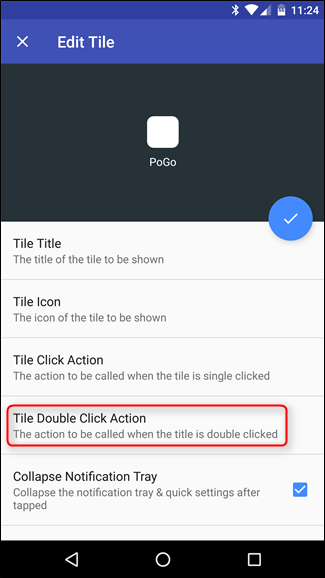 11:24
Edit Tile
PoGo
Tile Title
The title of the tile to be shown
Tile Icon
The icon of the tile to be shown
Tile Click Action
The action to be called when the tile is single clicked
Tile Double Click Action
The action to be called when the title is double clicked
Collapse Notification Tray
Collapse the notification tray & quick settings after
tapped